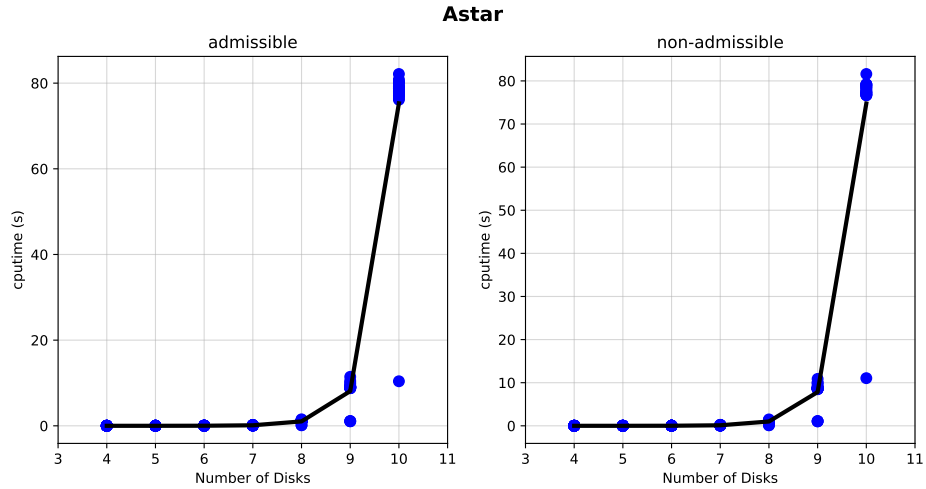 Astar
admissible
cputime (s)
80
60
40
20
0
3 4 5 6 7 8 9 10 11
Number of Disks
non-admissible
cputime (s)
80
70
60
50
40
30
20
10
0
3 4 5 6 7 8 9 10 11
Number of Disks